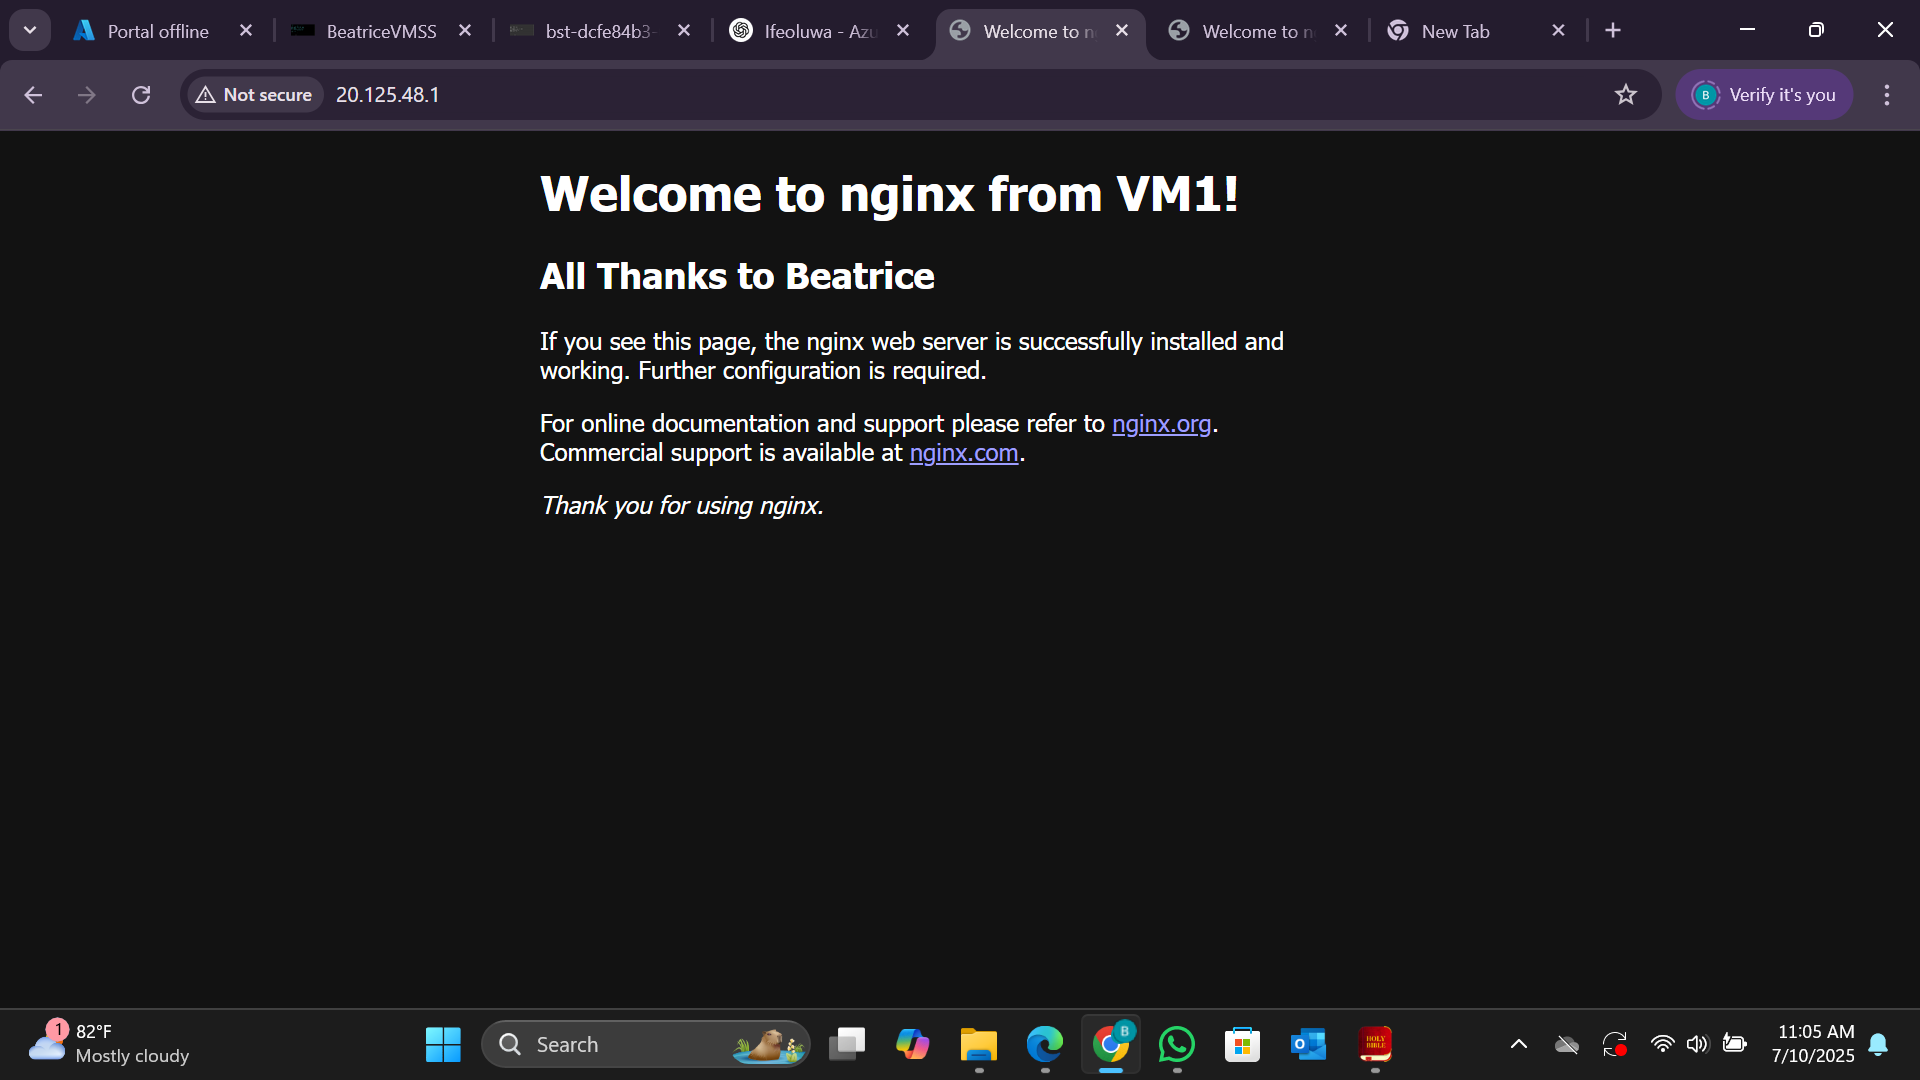 Portal offline
BeatriceVMSS
bst-dcfe84b3-
Ifeoluwa - Azu
Welcome to n
Welcome to n
New Tab
Not secure
20.125.48.1
B
Verify it's you
Welcome to nginx from VM1!
All Thanks to Beatrice
If you see this page, the nginx web server is successfully installed and
working. Further configuration is required.
For online documentation and support please refer to nginx.org.
Commercial support is available at nginx.com.
Thank you for using nginx.
1
82°F
Mostly cloudy
Search
B
HOLY
BIBLE
11:05 AM
7/10/2025